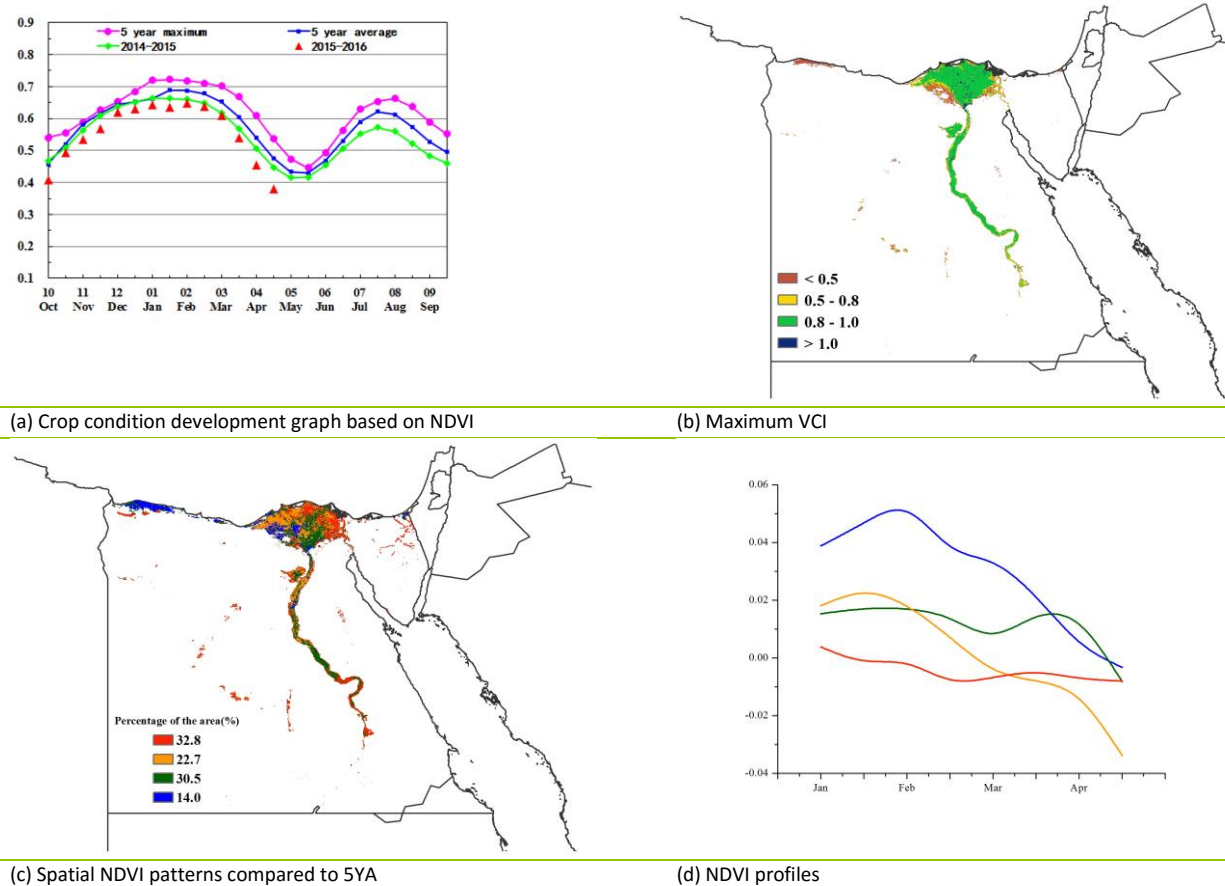 0.9
0.8
0.7
0.6
0.5
0.4
0.3
0.2
0.1
5 year maximum
5 year average
2014-2015
2015-2016
10 11 12 01 02 03 04 05 06 07 08 09
Oct Nov Dec Jan Feb Mar Apr May Jun Jul Aug Sep
< 0.5
0.5 - 0.8
0.8 - 1.0
> 1.0
(a) Crop condition development graph based on NDVI
(b) Maximum VCI
Percentage of the area(%)
32.8
22.7
30.5
14.0
0.06
0.04
0.02
0.00
-0.02
-0.04
Jan Feb Mar Apr
(c) Spatial NDVI patterns compared to 5YA
(d) NDVI profiles